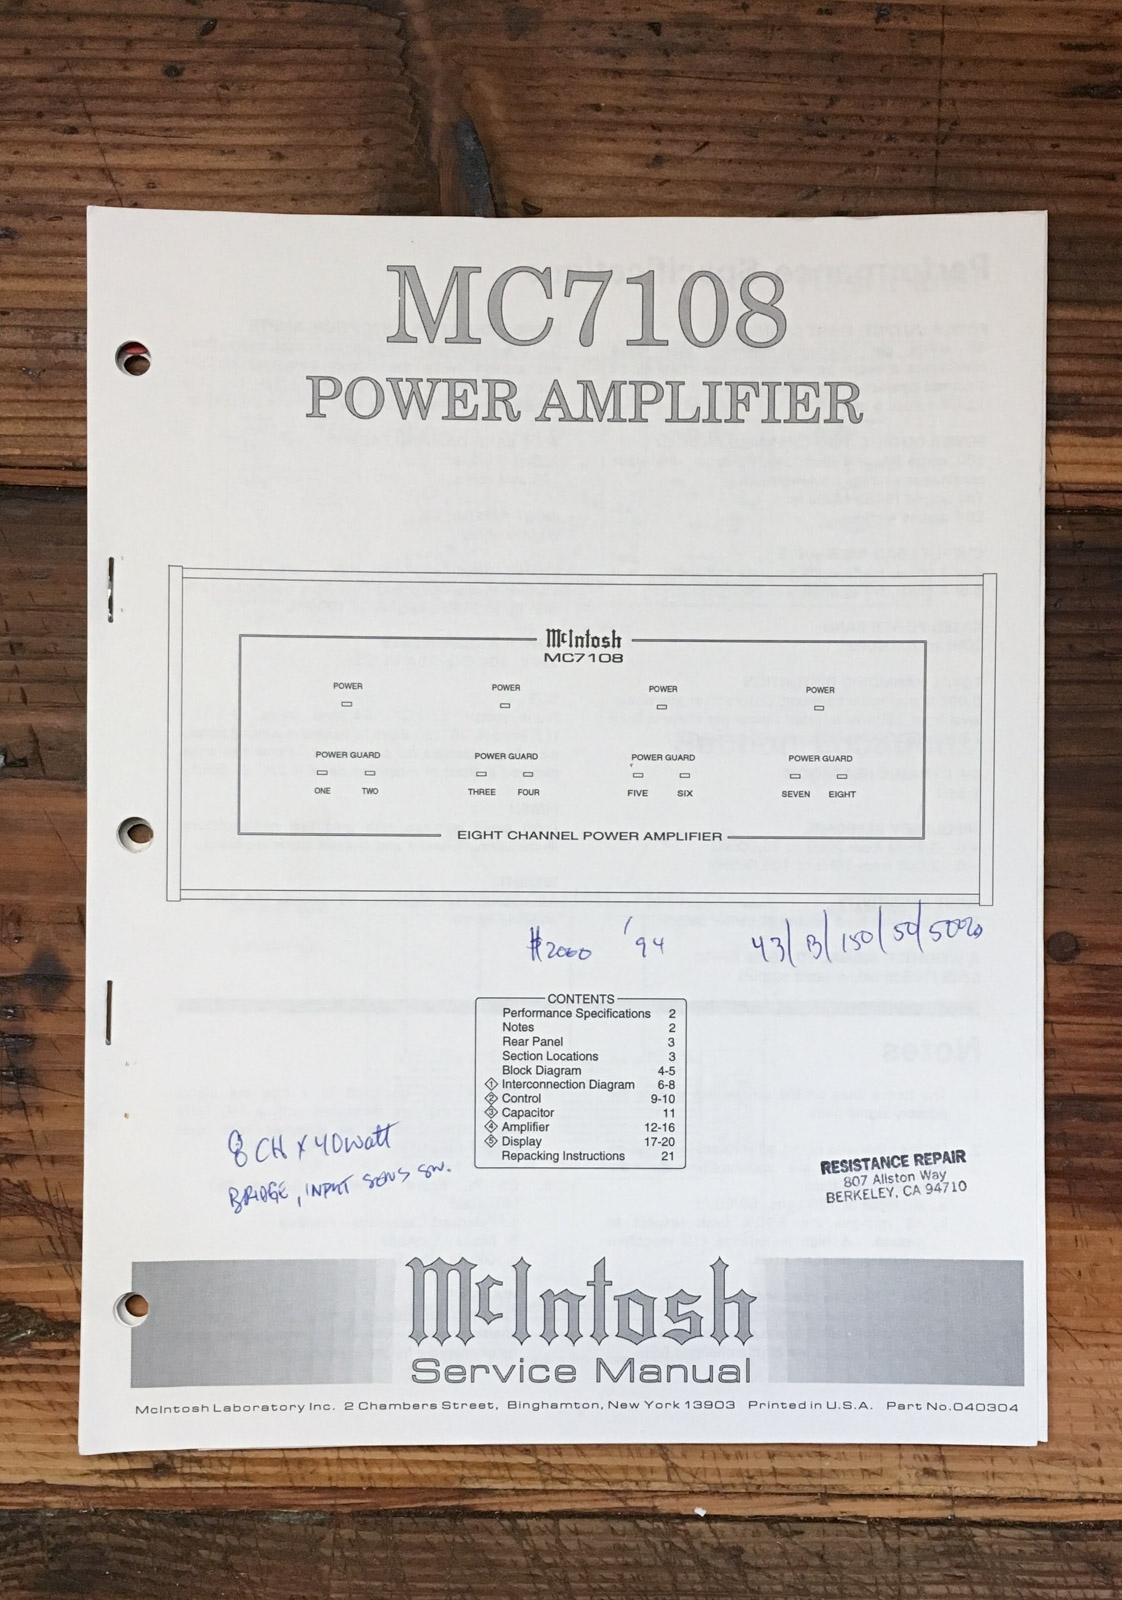 MC7108
POWER AMPLIFIER
McIntosh
MC7108
POWER POWER POWER POWER
POWER GUARD POWER GUARD POWER GUARD POWER GUARD
ONE TWO THREE FOUR FIVE SIX SEVEN EIGHT
EIGHT CHANNEL POWER AMPLIFIER
$2000 '94 43/B/150/50/50%
CONTENTS
Performance Specifications 2
Notes 2
Rear Panel 3
Section Locations 3
Block Diagram 4-5
1 Interconnection Diagram 6-8
2 Control 9-10
3 Capacitor 11
4 Amplifier 12-16
5 Display 17-20
Repacking Instructions 21
8 CH x 40watt
BRIDGE, INPUT SENS SW.
RESISTANCE REPAIR
807 Allston Way
BERKELEY, CA 94710
McIntosh
Service Manual
McIntosh Laboratory Inc. 2 Chambers Street, Binghamton, New York 13903 Printed in U.S.A. Part No. 040304